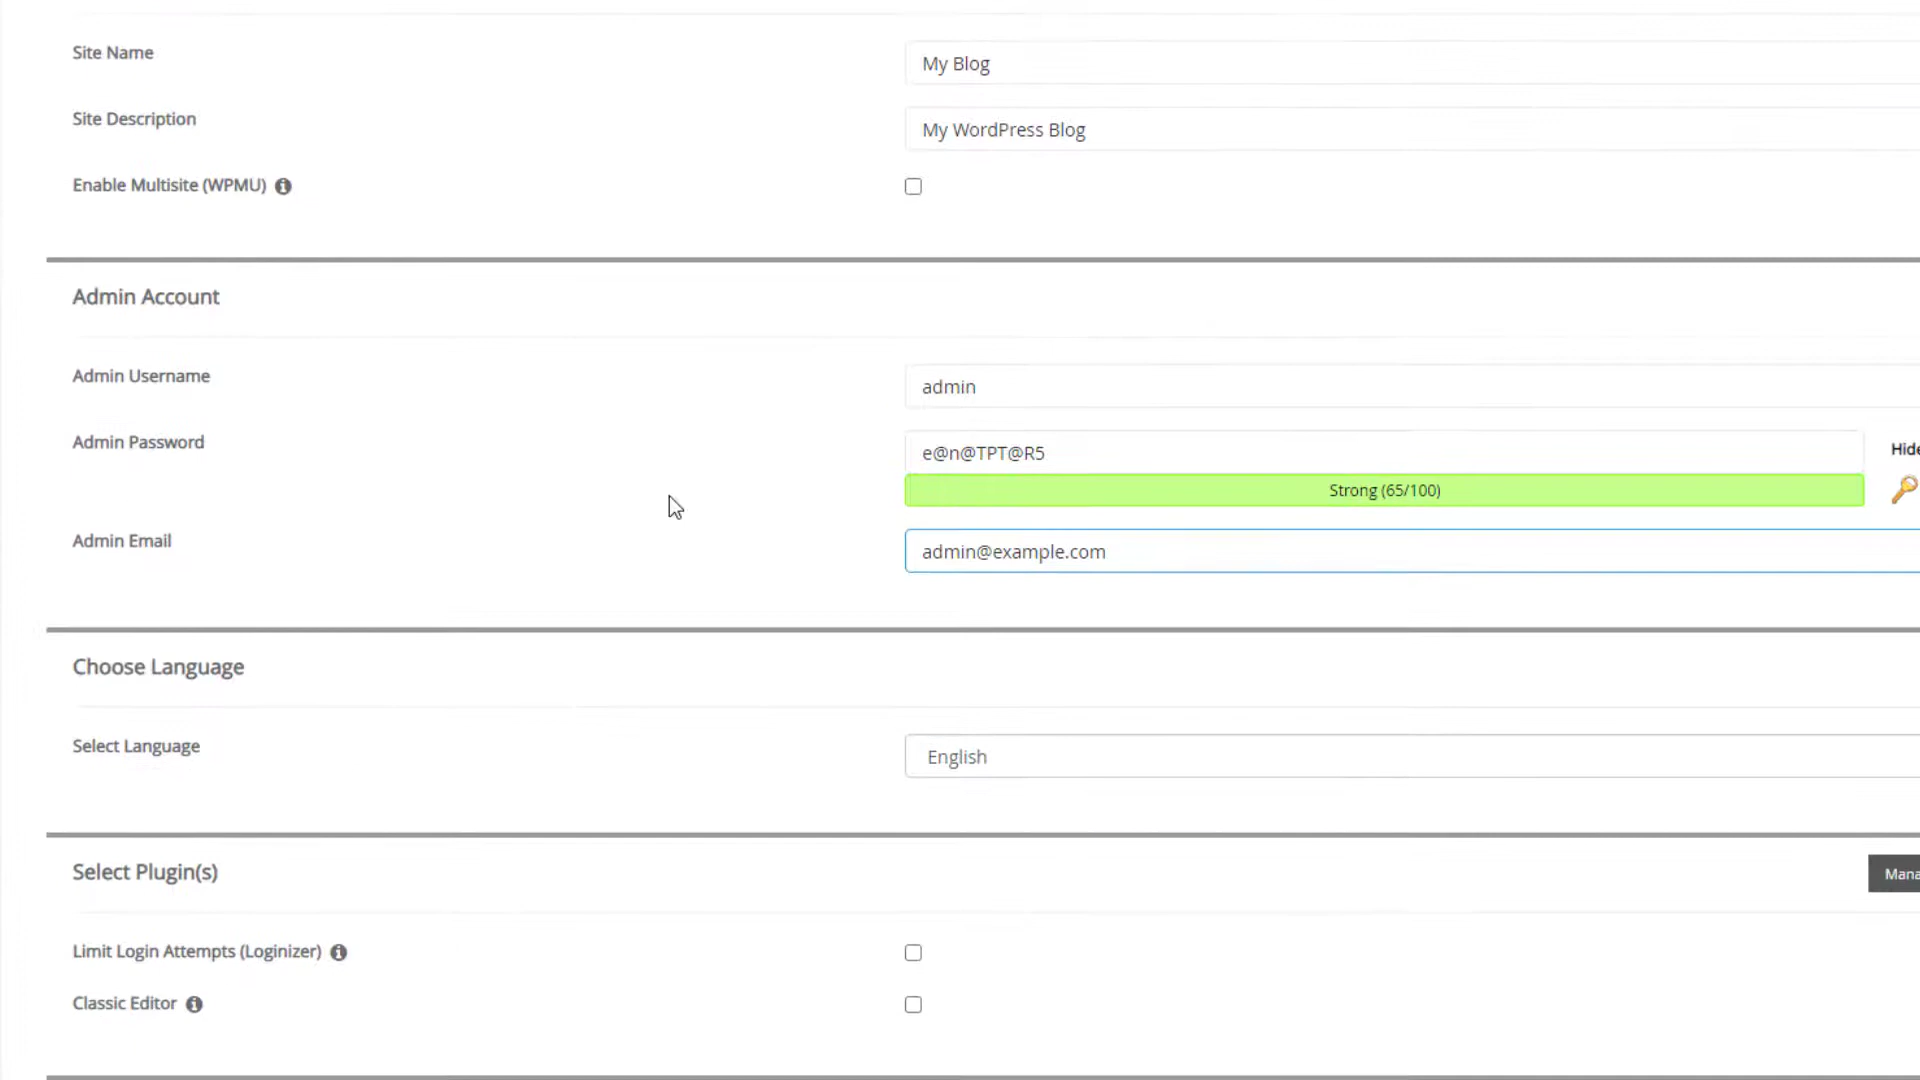 Site Name
My Blog
Site Description
My WordPress Blog
Enable Multisite (WPMU)
Admin Account
Admin Username
admin
Admin Password
e@n@TPT@R5
Hide
Strong (65/100)
Admin Email
admin@example.com
Choose Language
Select Language
English
Select Plugin(s)
Mana
Limit Login Attempts (Loginizer)
Classic Editor